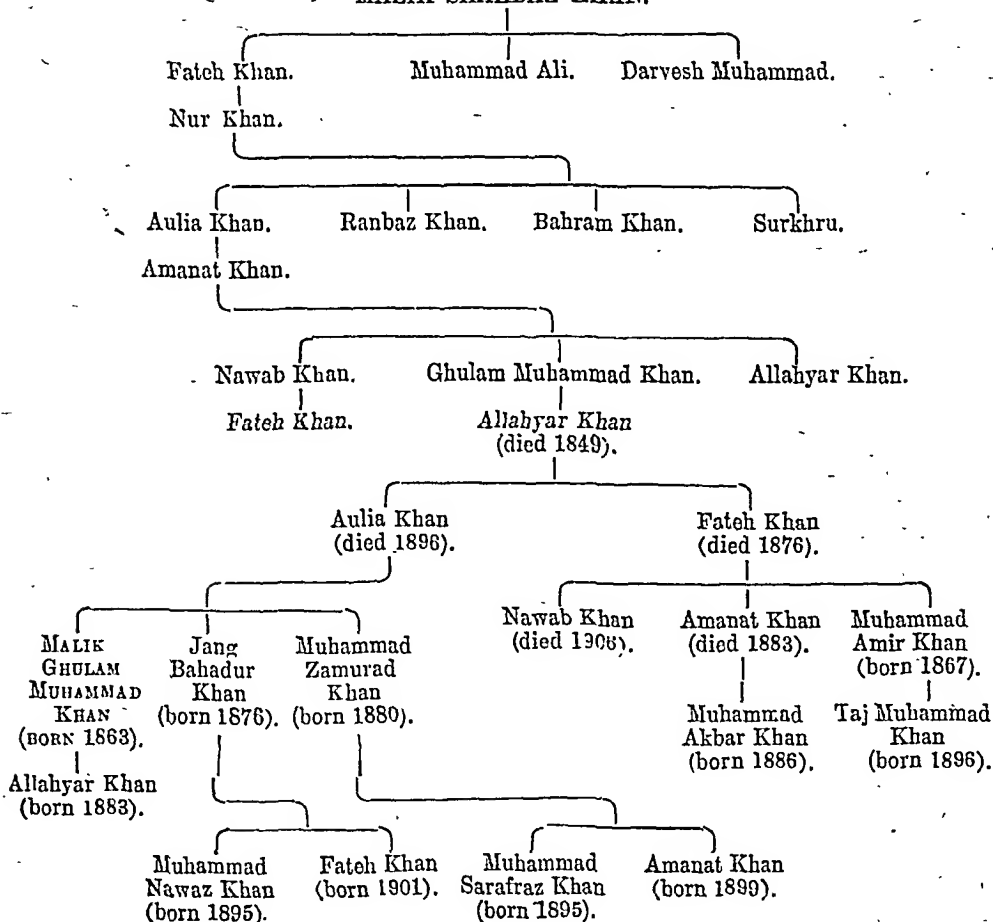 Fateh Khan. Muhammad Ali. Darvesh Muhammad.
Nur Khan.
Aulia Khan. Ranbaz Khan. Bahram Khan. Surkhru.
Amanat Khan.
Nawab Khan. Ghulam Muhammad Khan. Allahyar Khan.
Fateh Khan. Allahyar Khan
(died 1849).
Aulia Khan Fateh Khan
(died 1896). (died 1876).
Nawab Khan Amanat Khan Muhammad
(died 1906). (died 1883). Amir Khan
(born 1867)
MALIK Jang Muhammad
GHULAM Bahadur Zamurad
MUHAMMAD Khan Khan
KHAN (born 1876). (born 1880).
(BORN 1863).
Muhammad Taj Muhammad
Akbar Khan Khan
(born 1886). (born 1896).
Allahyar Khan
(born 1883).
Muhammad Fateh Khan Muhammad Amanat Khan
Nawaz Khan (born 1901). Sarafraz Khan (born 1899).
(born 1895). (born 1895).